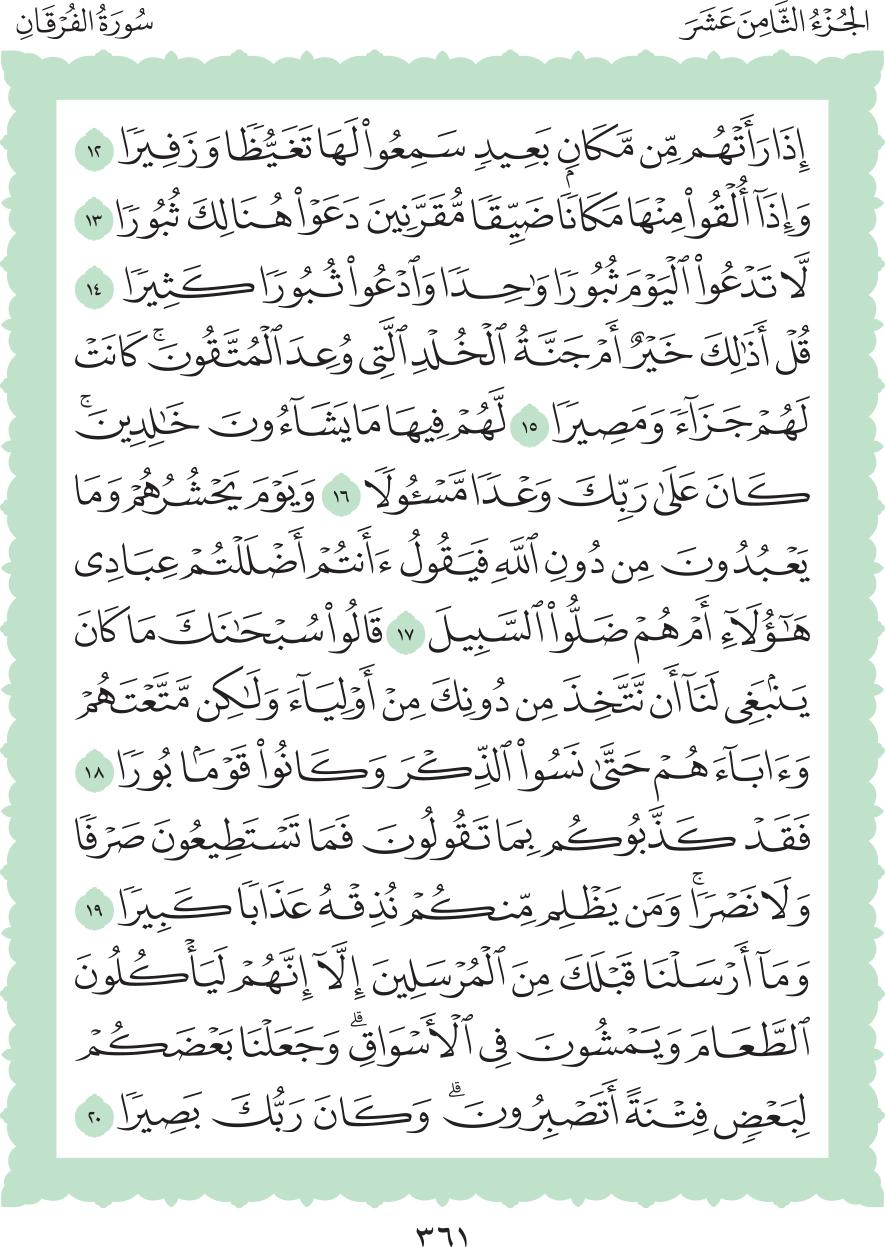 الجُزْءُ الثَّامِنَ عَشَرَ
سُورَةُ الفُرْقَانِ
إِذَا رَأَتْهُم مِّن مَّكَانِۭ بَعِيدٖ سَمِعُواْ لَهَا تَغَيُّظٗا وَزَفِيرٗا ١٢
وَإِذَآ أُلۡقُواْ مِنۡهَا مَكَانٗا ضَيِّقٗا مُّقَرَّنِينَ دَعَوۡاْ هُنَالِكَ ثُبُورٗا ١٣
لَّا تَدۡعُواْ ٱلۡيَوۡمَ ثُبُورٗا وَٰحِدٗا وَٱدۡعُواْ ثُبُورٗا كَثِيرٗا ١٤
قُلۡ أَذَٰلِكَ خَيۡرٌ أَمۡ جَنَّةُ ٱلۡخُلۡدِ ٱلَّتِي وُعِدَ ٱلۡمُتَّقُونَۚ كَانَتۡ
لَهُمۡ جَزَآءٗ وَمَصِيرٗا ١٥ لَّهُمۡ فِيهَا مَا يَشَآءُونَ خَٰلِدِينَۚ
كَانَ عَلَىٰ رَبِّكَ وَعۡدٗا مَّسۡـُٔولٗا ١٦ وَيَوۡمَ يَحۡشُرُهُمۡ وَمَا
يَعۡبُدُونَ مِن دُونِ ٱللَّهِ فَيَقُولُ ءَأَنتُمۡ أَضۡلَلۡتُمۡ عِبَادِي
هَٰٓؤُلَآءِ أَمۡ هُمۡ ضَلُّواْ ٱلسَّبِيلَ ١٧ قَالُواْ سُبۡحَٰنَكَ مَا كَانَ
يَنۢبَغِي لَنَآ أَن نَّتَّخِذَ مِن دُونِكَ مِنۡ أَوۡلِيَآءَ وَلَٰكِن مَّتَّعۡتَهُمۡ
وَءَابَآءَهُمۡ حَتَّىٰ نَسُواْ ٱلذِّكۡرَ وَكَانُواْ قَوۡمَۢا بُورٗا ١٨
فَقَدۡ كَذَّبُوكُم بِمَا تَقُولُونَ فَمَا تَسۡتَطِيعُونَ صَرۡفٗا
وَلَا نَصۡرٗاۚ وَمَن يَظۡلِم مِّنكُمۡ نُذِقۡهُ عَذَابٗا كَبِيرٗا ١٩
وَمَآ أَرۡسَلۡنَا قَبۡلَكَ مِنَ ٱلۡمُرۡسَلِينَ إِلَّآ إِنَّهُمۡ لَيَأۡكُلُونَ
ٱلطَّعَامَ وَيَمۡشُونَ فِي ٱلۡأَسۡوَاقِۗ وَجَعَلۡنَا بَعۡضَكُمۡ
لِبَعۡضٖ فِتۡنَةً أَتَصۡبِرُونَۗ وَكَانَ رَبُّكَ بَصِيرٗا ٢٠
٣٦١